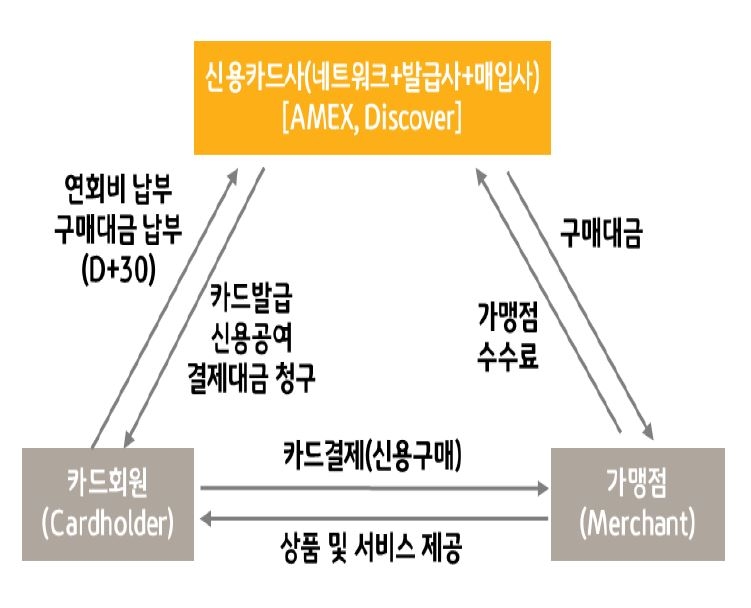 신용카드사(네트워크+발급사+매입사)
[AMEX, Discover]
연회비 납부
구매대금 납부
(D+30)
구매대금
카드발급
신용공여
결제대금 청구
가맹점
수수료
카드회원
(Cardholder)
카드결제(신용구매)
상품 및 서비스 제공
가맹점
(Merchant)